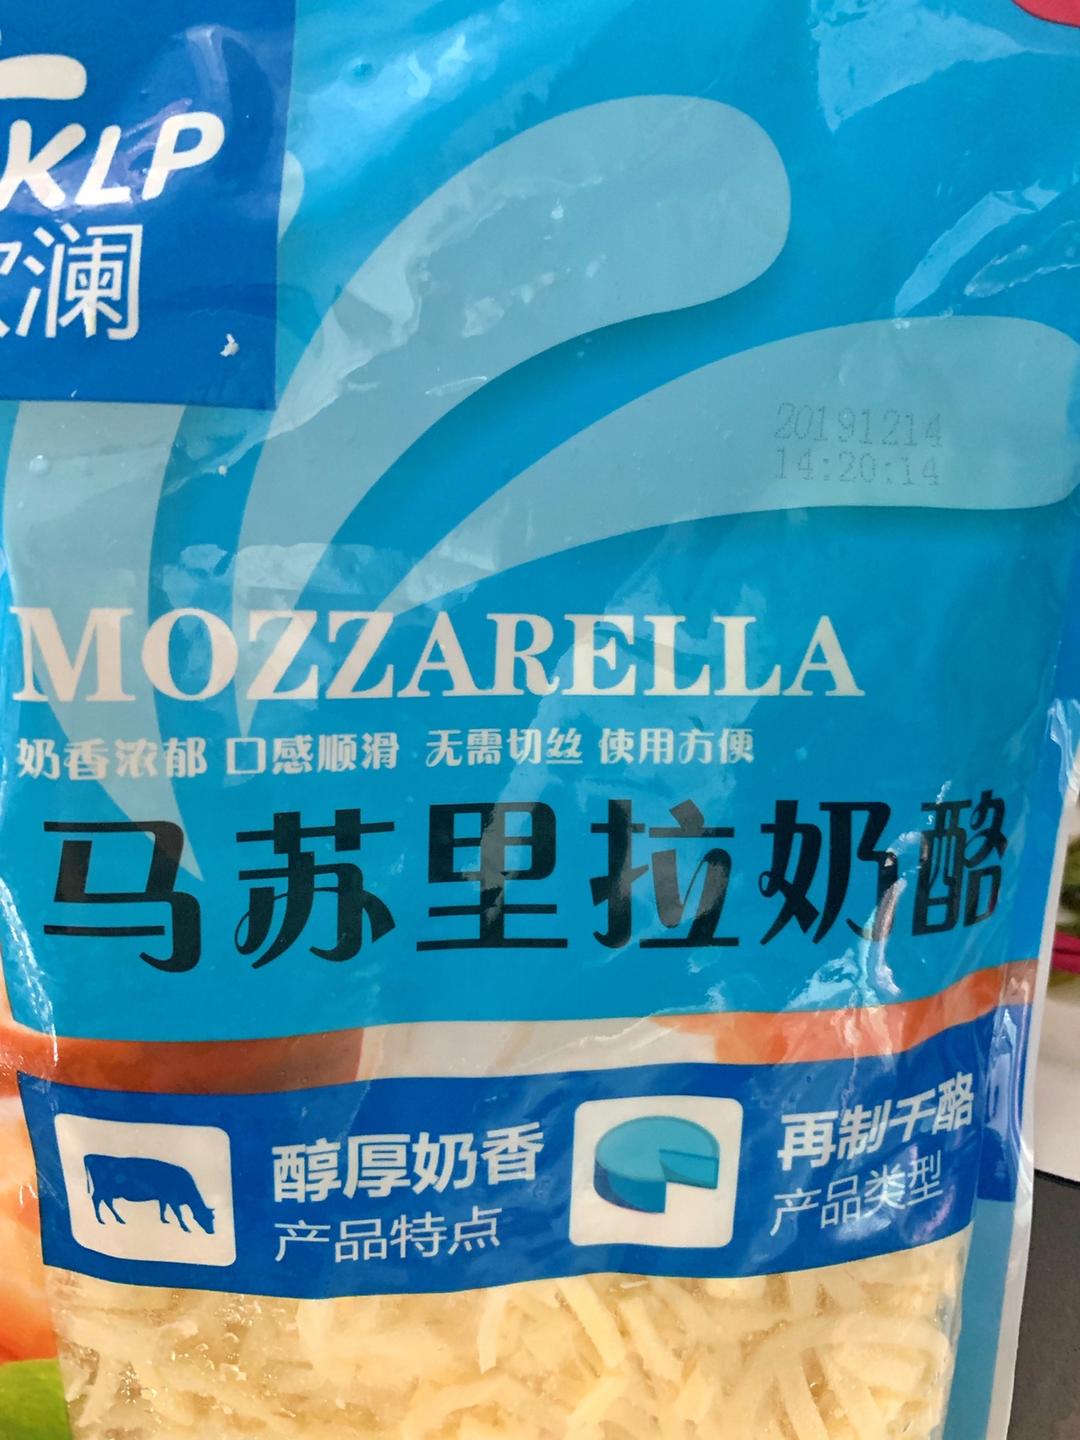 KLP
澜
20191214
14:20:14
MOZZARELLA
奶香浓郁 口感顺滑 无需切丝 使用方便
马苏里拉奶酪
醇厚奶香
产品特点
再制干酪
产品类型